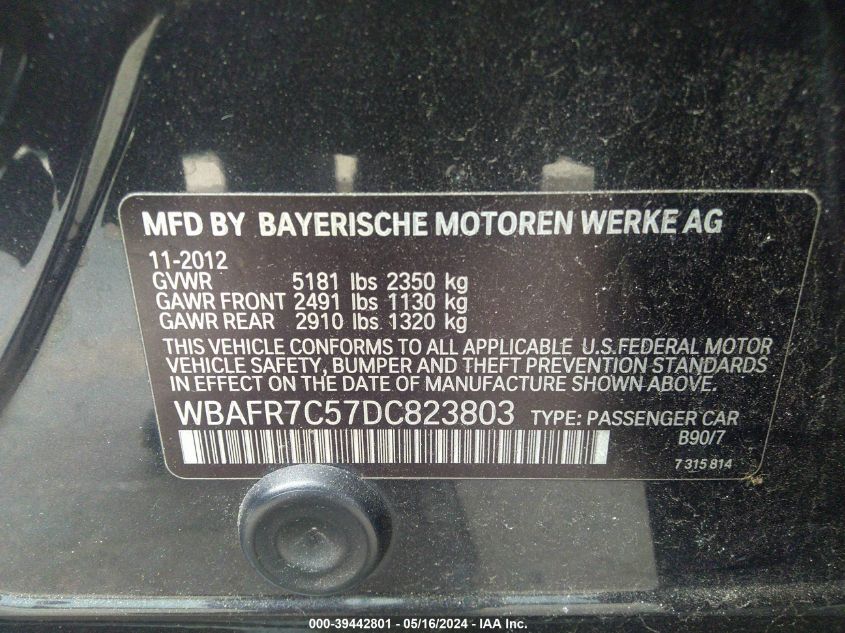 MFD BY BAYERISCHE MOTOREN WERKE AG
11-2012
GVWR 5181 lbs 2350 kg
GAWR FRONT 2491 lbs 1130 kg
GAWR REAR 2910 lbs 1320 kg
THIS VEHICLE CONFORMS TO ALL APPLICABLE U.S.FEDERAL MOTOR
VEHICLE SAFETY, BUMPER AND THEFT PREVENTION STANDARDS
IN EFFECT ON THE DATE OF MANUFACTURE SHOWN ABOVE.
WBAFR7C57DC823803 TYPE: PASSENGER CAR
B90/7
7 315 814
000-39442801 - 05/16/2024 - IAA Inc.